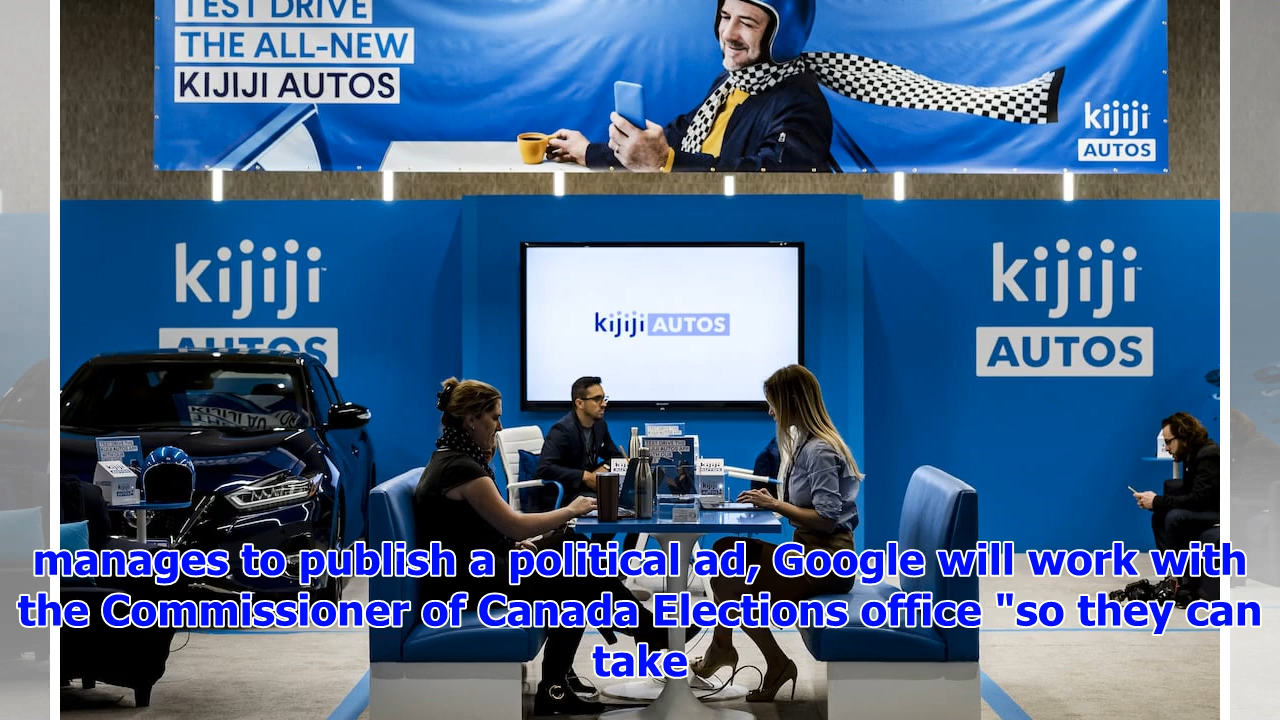 TEST DRIVE
THE ALL-NEW
KIJIJI AUTOS
kijiji
AUTOS
kijiji
AUTOS
kijiji AUTOS
kijiji
AUTOS
manages to publish a political ad, Google will work with
the Commissioner of Canada Elections office "so they can
take